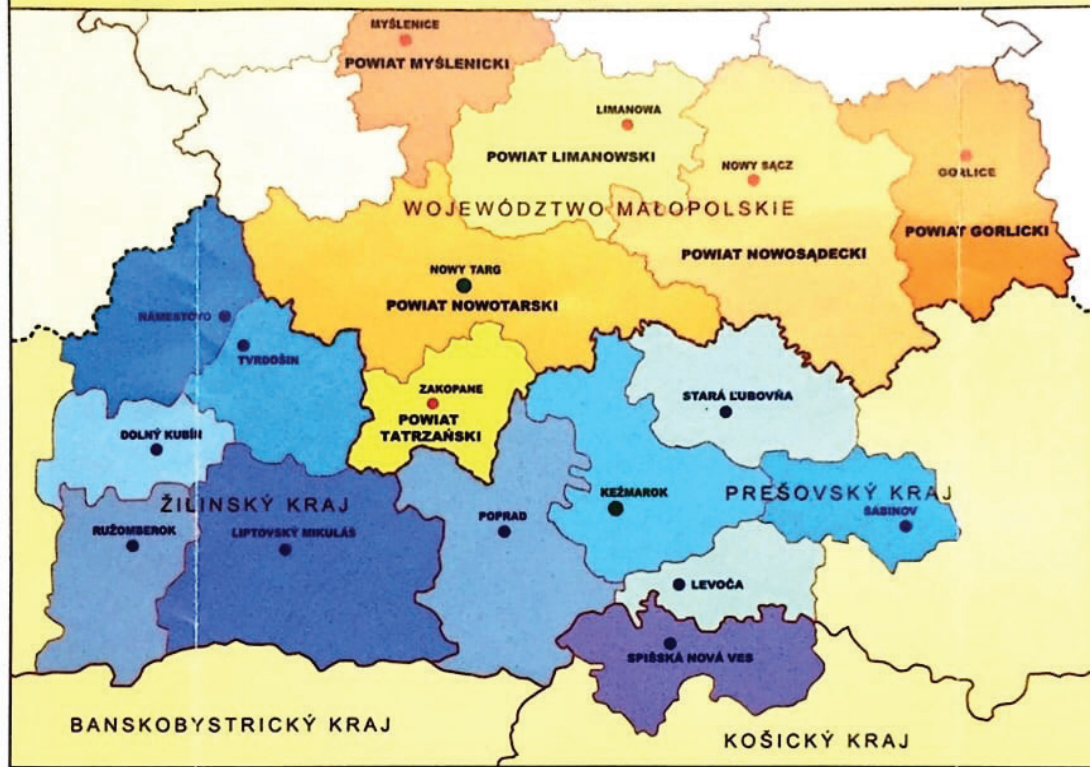 MYŚLENICE
POWIAT MYŚLENICKI
LIMANOWA
POWIAT LIMANOWSKI
NOWY SĄCZ
GORLICE
WOJEWÓDZTWO MAŁOPOLSKIE
POWIAT NOWOSĄDECKI
POWIAT GORLICKI
NOWY TARG
POWIAT NOWOTARSKI
NÁMESTOVO
TVRDOŠIN
ZAKOPANE
POWIAT
TATRZAŃSKI
STARÁ ĽUBOVŇA
DOLNÝ KUBÍN
ŽILINSKÝ KRAJ
KEŽMAROK
PREŠOVSKÝ KRAJ
SABINOV
RUŽOMBEROK
LIPTOVSKÝ MIKULÁŠ
POPRAD
LEVOČA
SPIŠSKÁ NOVÁ VES
BANSKOBYSTRICKÝ KRAJ
KOŠICKÝ KRAJ